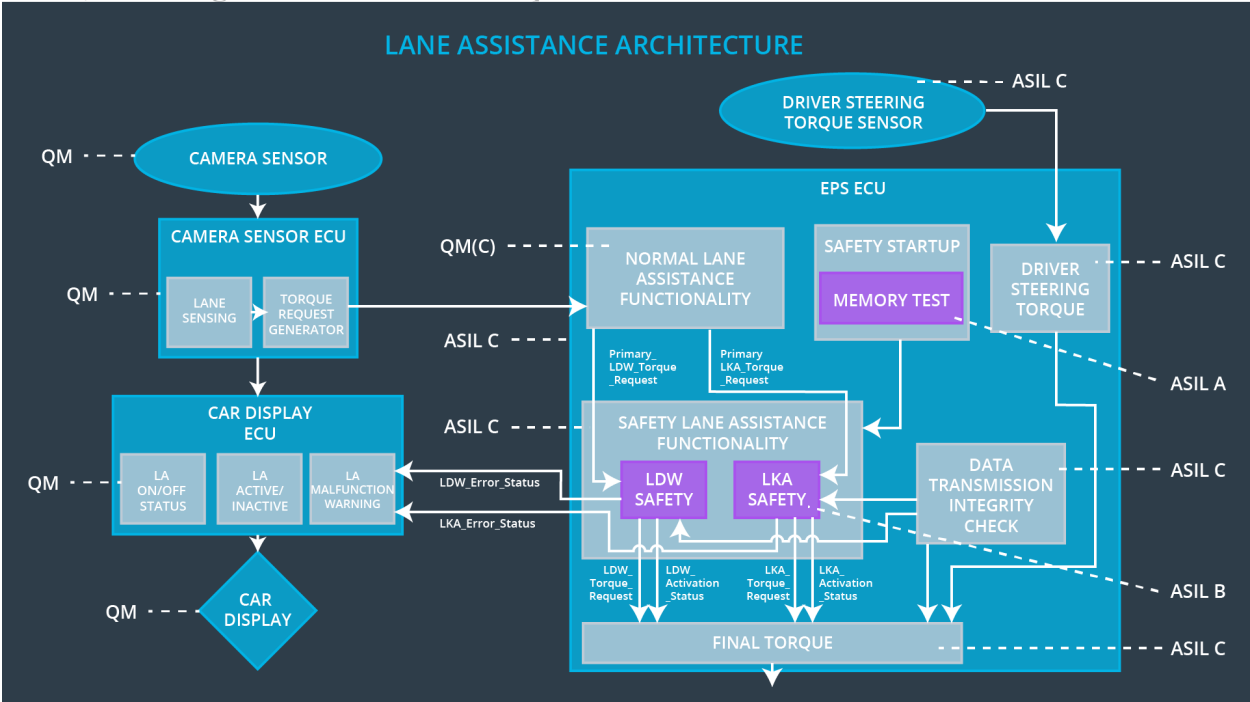 LANE ASSISTANCE ARCHITECTURE
ASIL C
DRIVER STEERING
TORQUE SENSOR
QM
CAMERA SENSOR
EPS ECU
CAMERA SENSOR ECU
QM(C)
NORMAL LANE
ASSISTANCE
FUNCTIONALITY
SAFETY STARTUP
MEMORY TEST
DRIVER
STEERING
TORQUE
ASIL C
QM
LANE
SENSING
TORQUE
REQUEST
GENERATOR
ASIL C
Primary_
LDW_Torque
_Request
Primary
LKA_Torque
_Request
ASIL A
CAR DISPLAY
ECU
ASIL C
SAFETY LANE ASSISTANCE
FUNCTIONALITY
QM
LA
ON/OFF
STATUS
LA
ACTIVE/
INACTIVE
LA
MALFUNCTION
WARNING
LDW_Error_Status
LKA_Error_Status
LDW
SAFETY
LKA
SAFETY
DATA
TRANSMISSION
INTEGRITY
CHECK
ASIL C
LDW_
Torque_
Request
LDW_
Activation
_Status
LKA_
Torque_
Request
LKA_
Activation
_Status
ASIL B
QM
CAR
DISPLAY
FINAL TORQUE
ASIL C